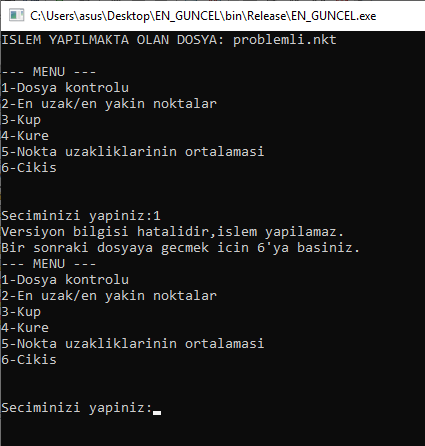 C:\Users\asus\Desktop\EN_GUNCEL\bin\Release\EN_GUNCEL.exe
ISLEM YAPILMAKTA OLAN DOSYA: problemli.nkt
--- MENU ---
1-Dosya kontrolu
2-En uzak/en yakin noktalar
3-Kup
4-Kure
5-Nokta uzakliklarinin ortalamasi
6-Cikis
Seciminizi yapiniz:1
Versiyon bilgisi hatalidir,islem yapilamaz.
Bir sonraki dosyaya gecmek icin 6'ya basiniz.
--- MENU ---
1-Dosya kontrolu
2-En uzak/en yakin noktalar
3-Kup
4-Kure
5-Nokta uzakliklarinin ortalamasi
6-Cikis
Seciminizi yapiniz: